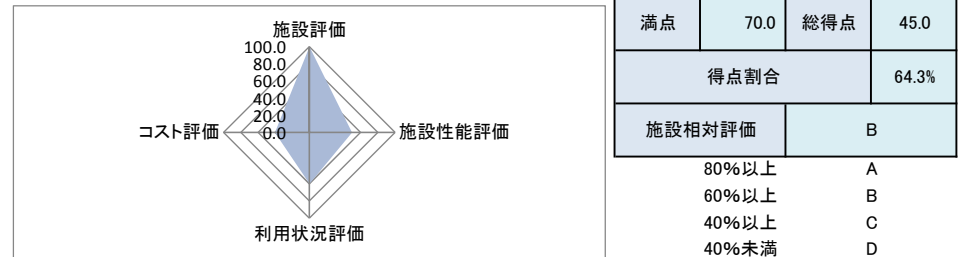 施設評価
100.0
80.0
60.0
40.0
20.0
0.0
コスト評価
施設性能評価
利用状況評価
満点 70.0 総得点 45.0
得点割合 64.3%
施設相対評価 B
80%以上 A
60%以上 B
40%以上 C
40%未満 D